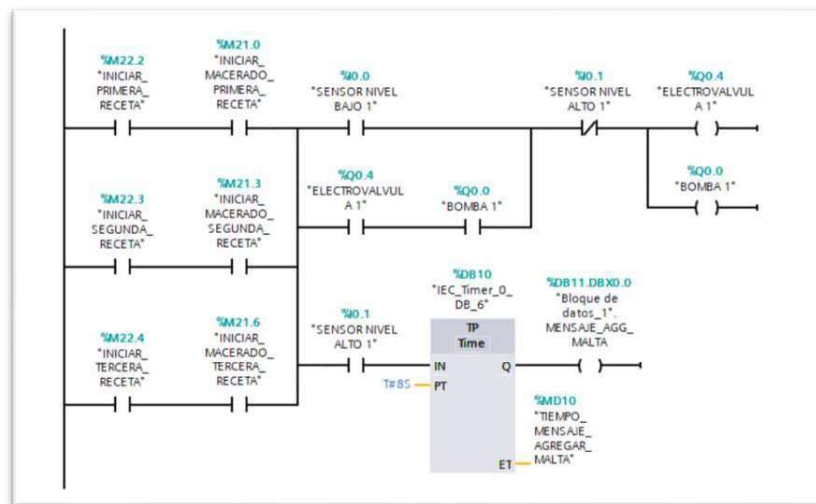 %M22.2
"INICIAR_
PRIMERA_
RECETA"
%M21.0
"INICIAR_
MACERADO_
PRIMERA_
RECETA"
%I0.0
"SENSOR NIVEL
BAJO 1"
%I0.1
"SENSOR NIVEL
ALTO 1"
%Q0.4
"ELECTROVALVUL
A 1"
%M22.3
"INICIAR_
SEGUNDA_
RECETA"
%M21.3
"INICIAR_
MACERADO_
SEGUNDA_
RECETA"
%Q0.4
"ELECTROVALVUL
A 1"
%Q0.0
"BOMBA 1"
%Q0.0
"BOMBA 1"
%M22.4
"INICIAR_
TERCERA_
RECETA"
%M21.6
"INICIAR_
MACERADO_
TERCERA_
RECETA"
%I0.1
"SENSOR NIVEL
ALTO 1"
%DB10
"IEC_Timer_0_
DB_6"
TP
Time
IN
Q
T#8S
PT
ET
%DB11.DBX0.0
"Bloque de
datos_1".
MENSAJE_AGG_
MALTA
%MD10
"TIEMPO_
MENSAJE_
AGREGAR_
MALTA"